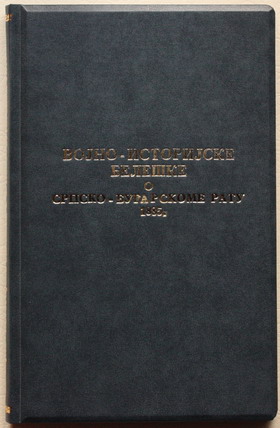 ВОЈНО - ИСТОРИЈСКЕ
БЕЛЕШКЕ
О
СРПСКО - БУГАРСКОМЕ РАТУ
1885.